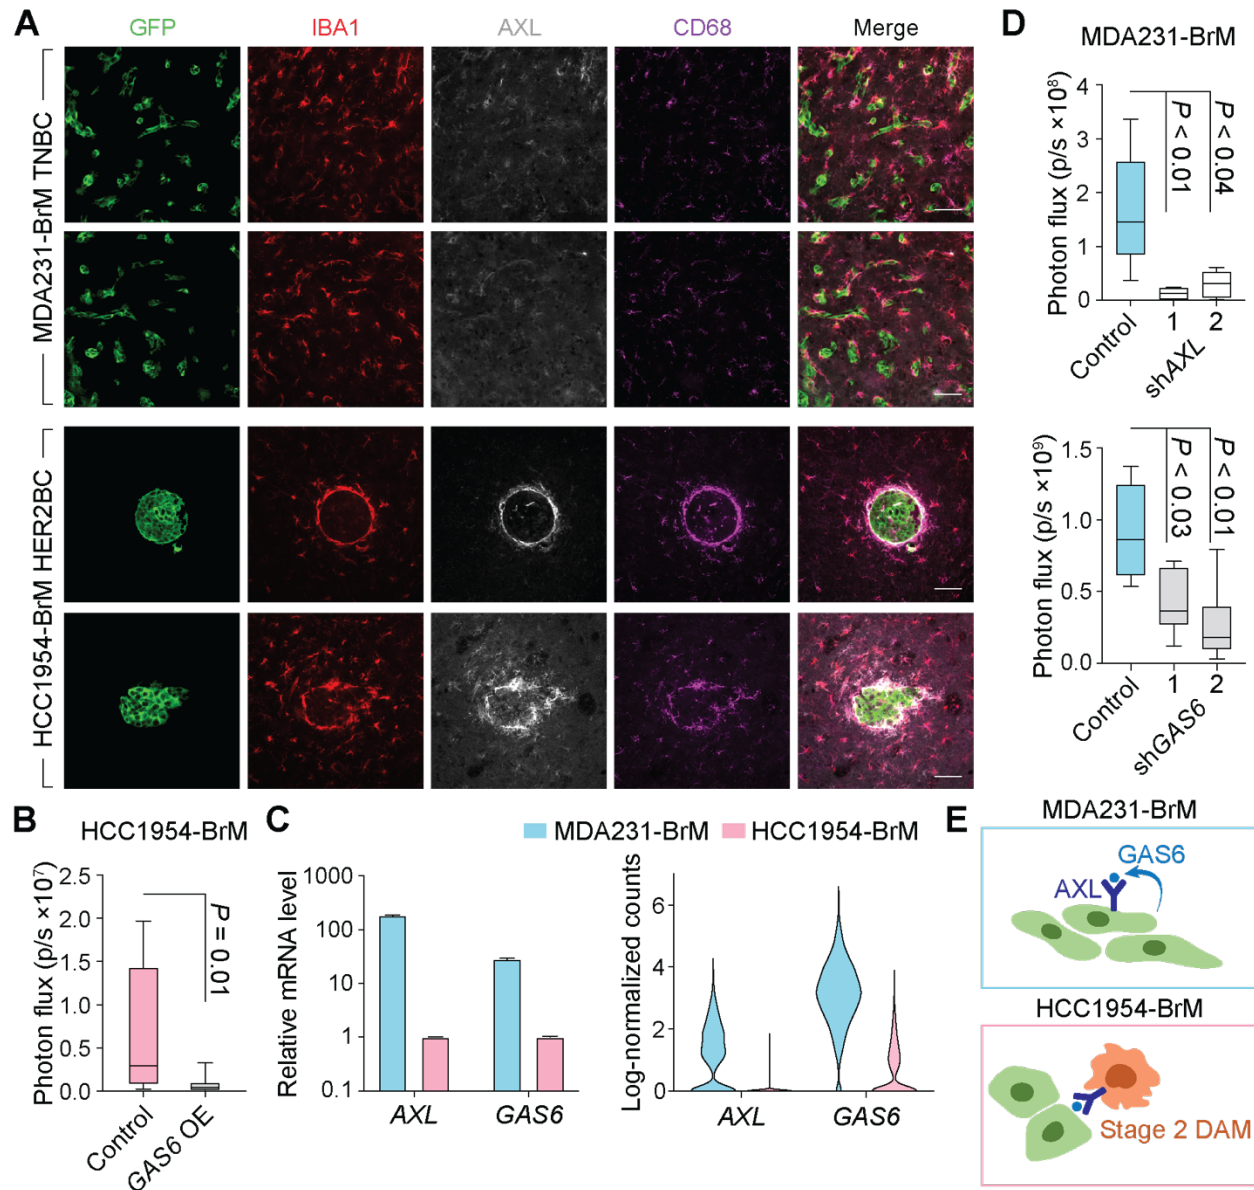 A
GFP
IBA1
AXL
CD68
Merge
MDA231-BrM TNBC
HCC1954-BrM HER2BC
D
MDA231-BrM
Photon flux (p/s ×10⁸)
4
3
2
1
0
P < 0.01
P < 0.04
Control
1
2
shAXL
Photon flux (p/s ×10⁹)
1.5
1.0
0.5
0.0
P < 0.03
P < 0.01
Control
1
2
shGAS6
B
HCC1954-BrM
Photon flux (p/s ×10⁷)
2.5
2.0
1.5
1.0
0.5
0.0
P = 0.01
Control
GAS6 OE
C
MDA231-BrM
HCC1954-BrM
Relative mRNA level
1000
100
10
1
0.1
AXL
GAS6
Log-normalized counts
6
4
2
0
AXL
GAS6
E
MDA231-BrM
GAS6
AXL
HCC1954-BrM
Stage 2 DAM